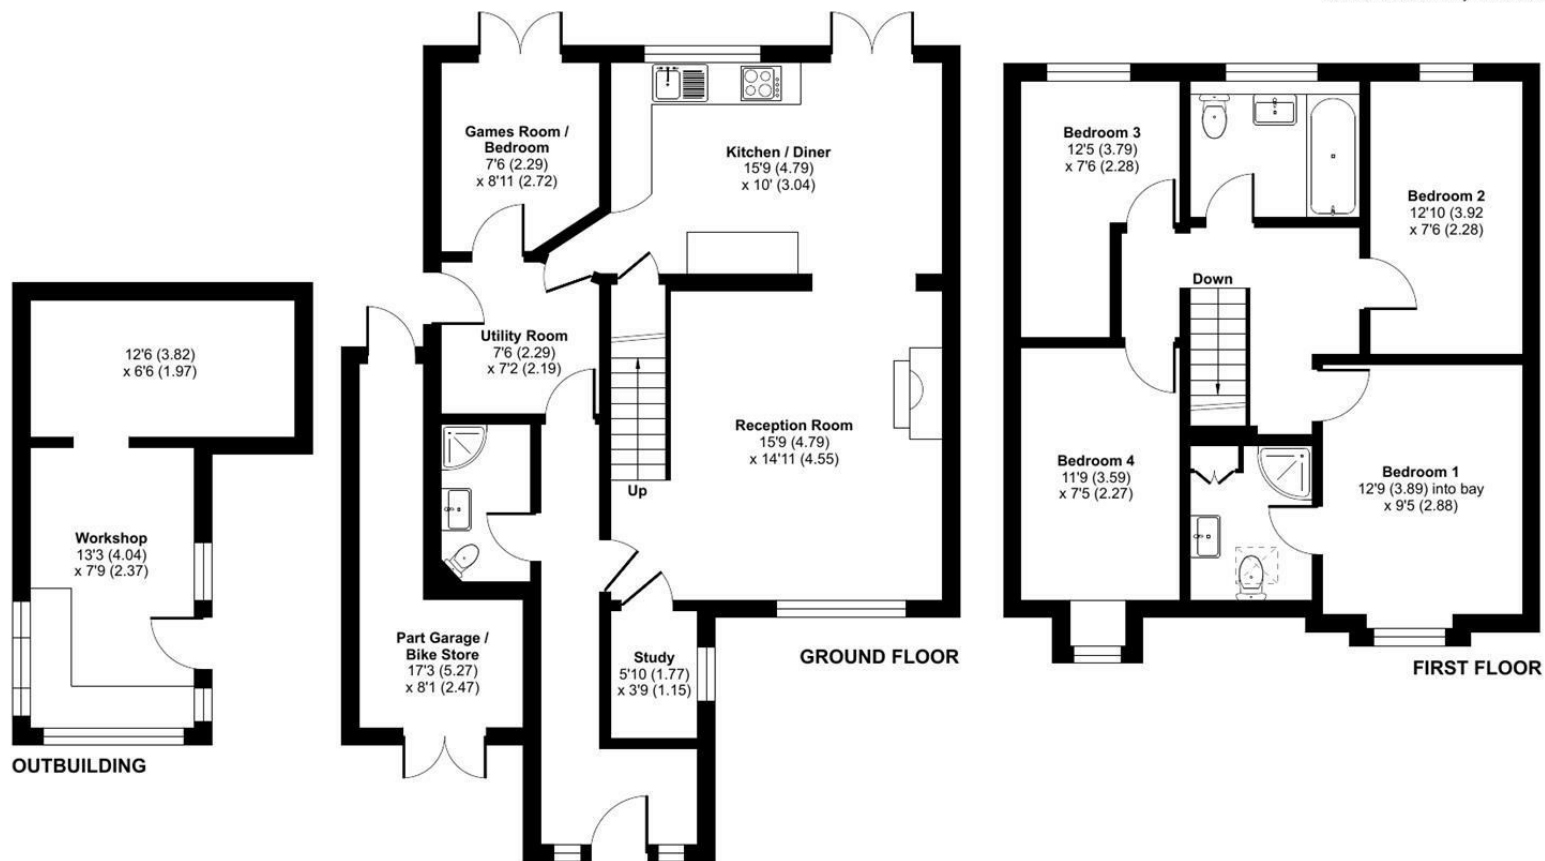 Games Room /
Bedroom
7'6 (2.29)
x 8'11 (2.72)
Kitchen / Diner
15'9 (4.79)
x 10' (3.04)
Utility Room
7'6 (2.29)
x 7'2 (2.19)
Reception Room
15'9 (4.79)
x 14'11 (4.55)
Up
Part Garage /
Bike Store
17'3 (5.27)
x 8'1 (2.47)
Study
5'10 (1.77)
x 3'9 (1.15)
GROUND FLOOR
12'6 (3.82)
x 6'6 (1.97)
Workshop
13'3 (4.04)
x 7'9 (2.37)
OUTBUILDING
Bedroom 3
12'5 (3.79)
x 7'6 (2.28)
Bedroom 2
12'10 (3.92
x 7'6 (2.28)
Down
Bedroom 4
11'9 (3.59)
x 7'5 (2.27)
Bedroom 1
12'9 (3.89) into bay
x 9'5 (2.88)
FIRST FLOOR